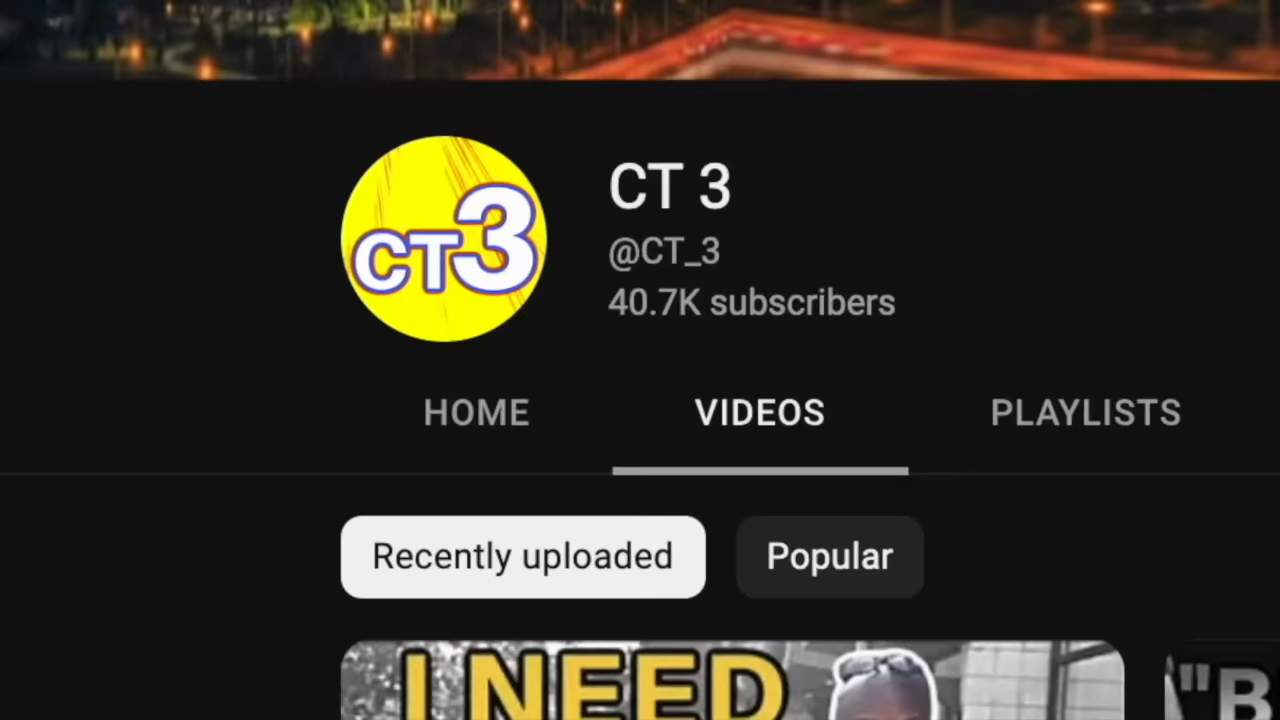 CT3
CT 3
@CT_3
40.7K subscribers
HOME VIDEOS PLAYLISTS
Recently uploaded Popular
I NEED "B